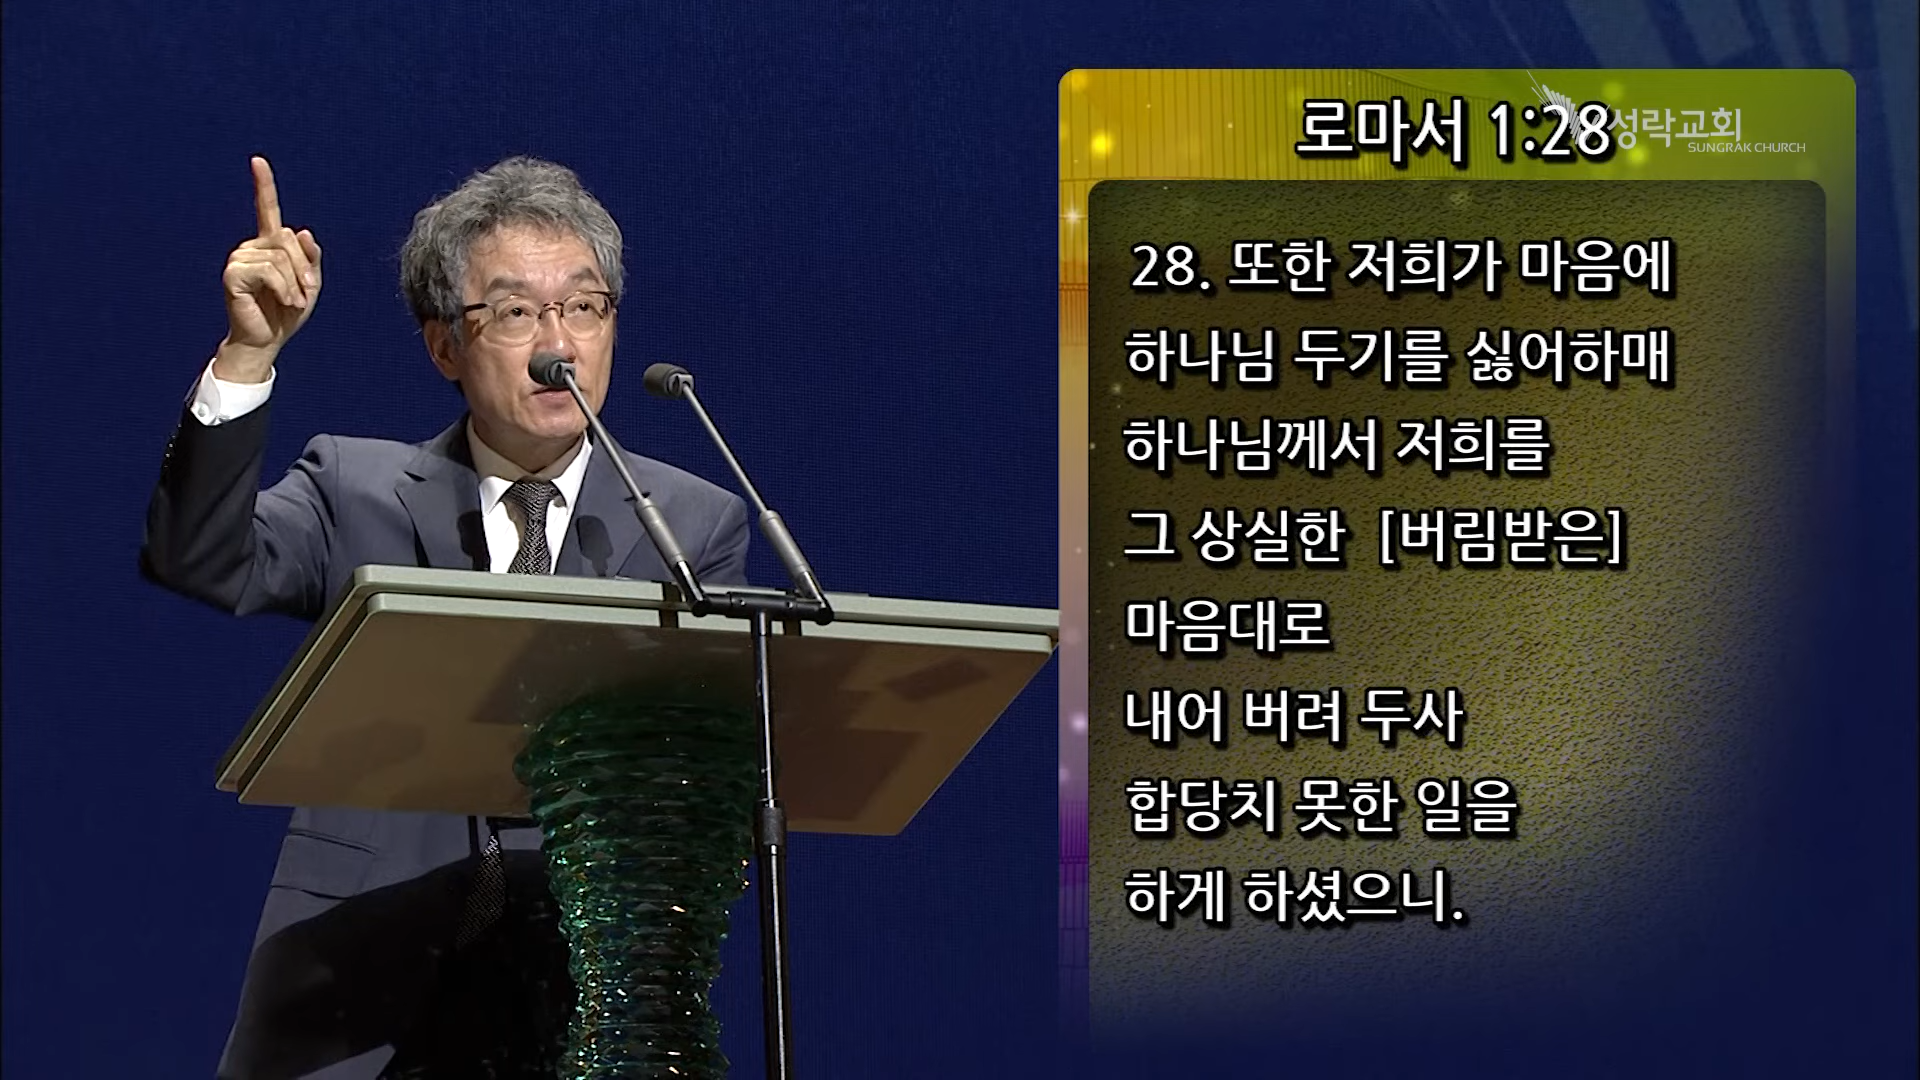 로마서 1:28
성락교회
SUNGRAK CHURCH
28. 또한 저희가 마음에
하나님 두기를 싫어하매
하나님께서 저희를
그 상실한 [버림받은]
마음대로
내어 버려 두사
합당치 못한 일을
하게 하셨으니.